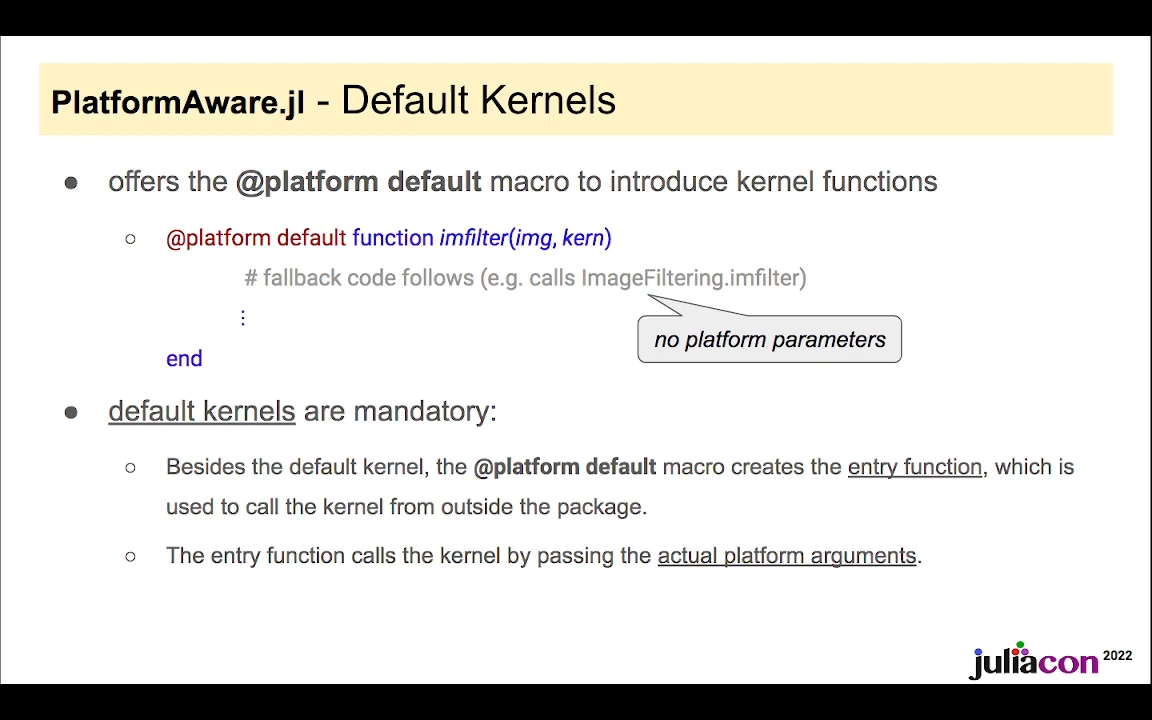 PlatformAware.jl - Default Kernels
● offers the @platform default macro to introduce kernel functions
○ @platform default function imfilter(img, kern)
# fallback code follows (e.g. calls ImageFiltering.imfilter)
⋮
no platform parameters
end
● default kernels are mandatory:
○ Besides the default kernel, the @platform default macro creates the entry function, which is
used to call the kernel from outside the package.
○ The entry function calls the kernel by passing the actual platform arguments.
juliacon 2022